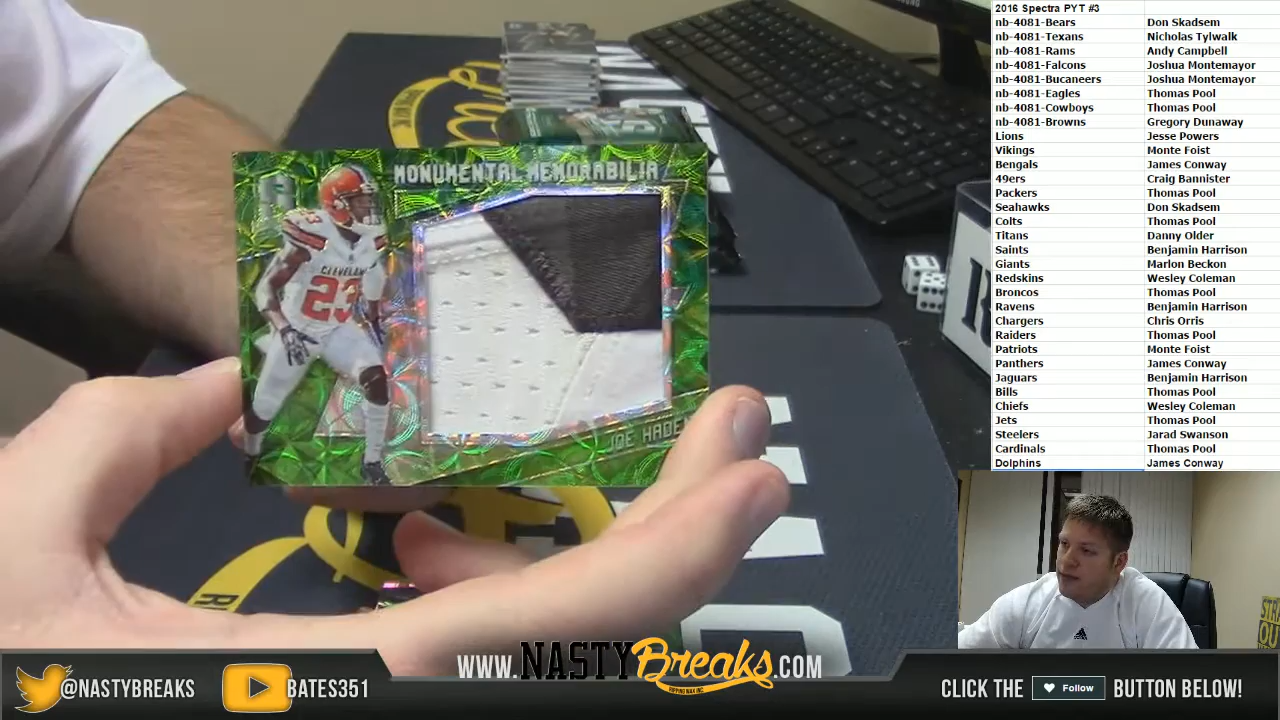 2016 Spectra PYT #3
nb-4081-Bears Don Skadsem
nb-4081-Texans Nicholas Tylwalk
nb-4081-Rams Andy Campbell
nb-4081-Falcons Joshua Montemayor
nb-4081-Bucaneers Joshua Montemayor
nb-4081-Eagles Thomas Pool
nb-4081-Cowboys Thomas Pool
nb-4081-Browns Gregory Dunaway
Lions Jesse Powers
Vikings Monte Foist
Bengals James Conway
49ers Craig Bannister
Packers Thomas Pool
Seahawks Don Skadsem
Colts Thomas Pool
Titans Danny Older
Saints Benjamin Harrison
Giants Marlon Beckon
Redskins Wesley Coleman
Broncos Thomas Pool
Ravens Benjamin Harrison
Chargers Chris Orris
Raiders Thomas Pool
Patriots Monte Foist
Panthers James Conway
Jaguars Benjamin Harrison
Bills Thomas Pool
Chiefs Wesley Coleman
Jets Thomas Pool
Steelers Jarad Swanson
Cardinals Thomas Pool
Dolphins James Conway
MONUMENTAL MEMORABILIA
CLEVELAND
23
JOE HADEN
@NASTYBREAKS
BATES351
WWW.NASTYBreaks.COM
RIPPING WAX INC.
CLICK THE Follow BUTTON BELOW!